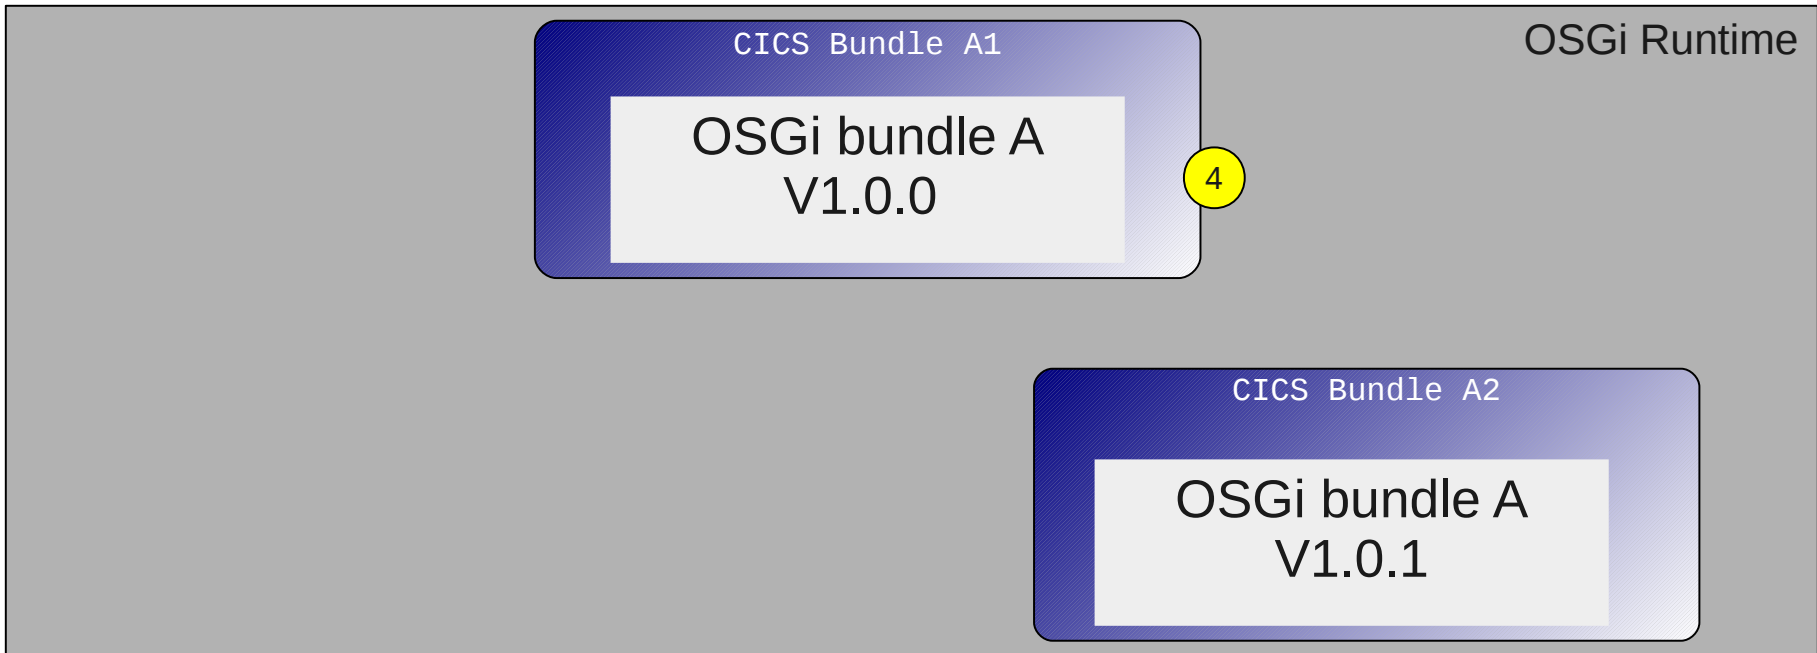 OSGi Runtime
CICS Bundle A1
OSGi bundle A
V1.0.0
4
CICS Bundle A2
OSGi bundle A
V1.0.1